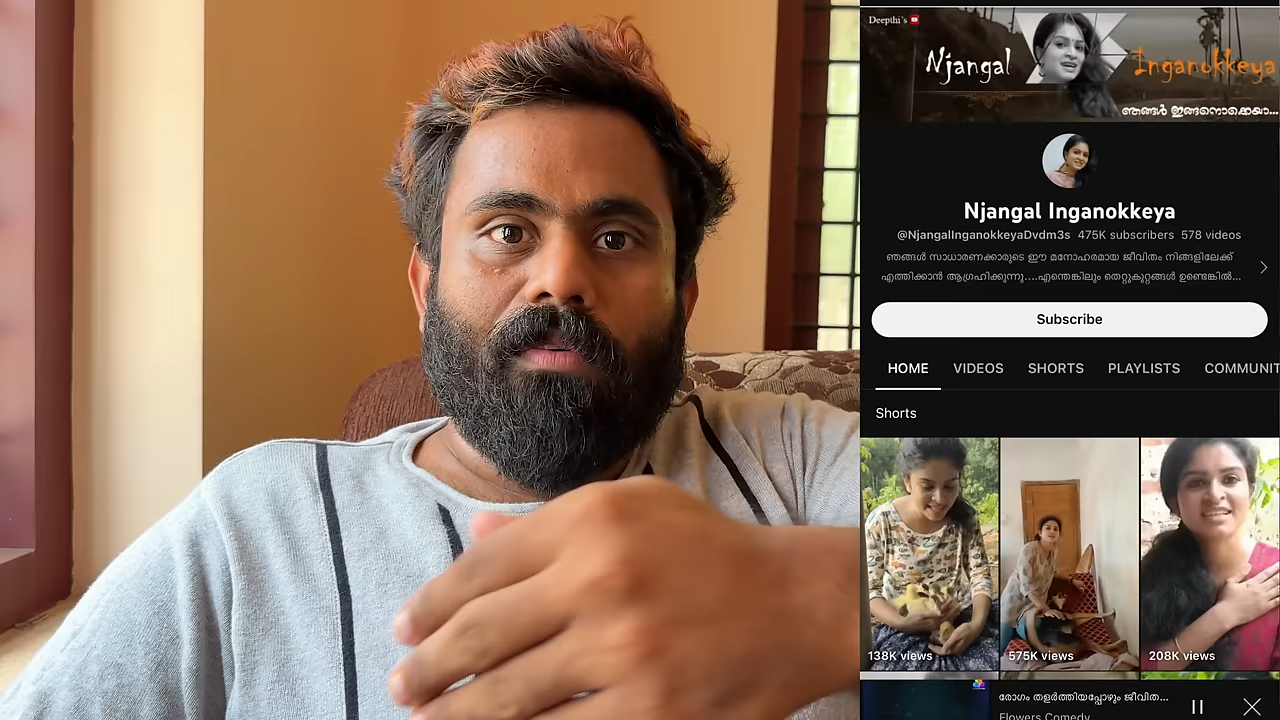 Deepthi's
Njangal Inganokkeya
ഞങ്ങൾ ഇങ്ങനൊക്കെയാ...
Njangal Inganokkeya
@NjangalInganokkeyaDvdm3s 475K subscribers 578 videos
ഞങ്ങൾ സാധാരണക്കാരുടെ ഈ മനോഹരമായ ജീവിതം നിങ്ങളിലേക്ക്
എത്തിക്കാൻ ആഗ്രഹിക്കുന്നു....എന്തെങ്കിലും തെറ്റുകുറ്റങ്ങൾ ഉണ്ടെങ്കിൽ...
Subscribe
HOME VIDEOS SHORTS PLAYLISTS COMMUNIT
Shorts
138K views 575K views 208K views
രോഗം തളർത്തിയപ്പോഴും ജീവിത...
Flowers Comedy